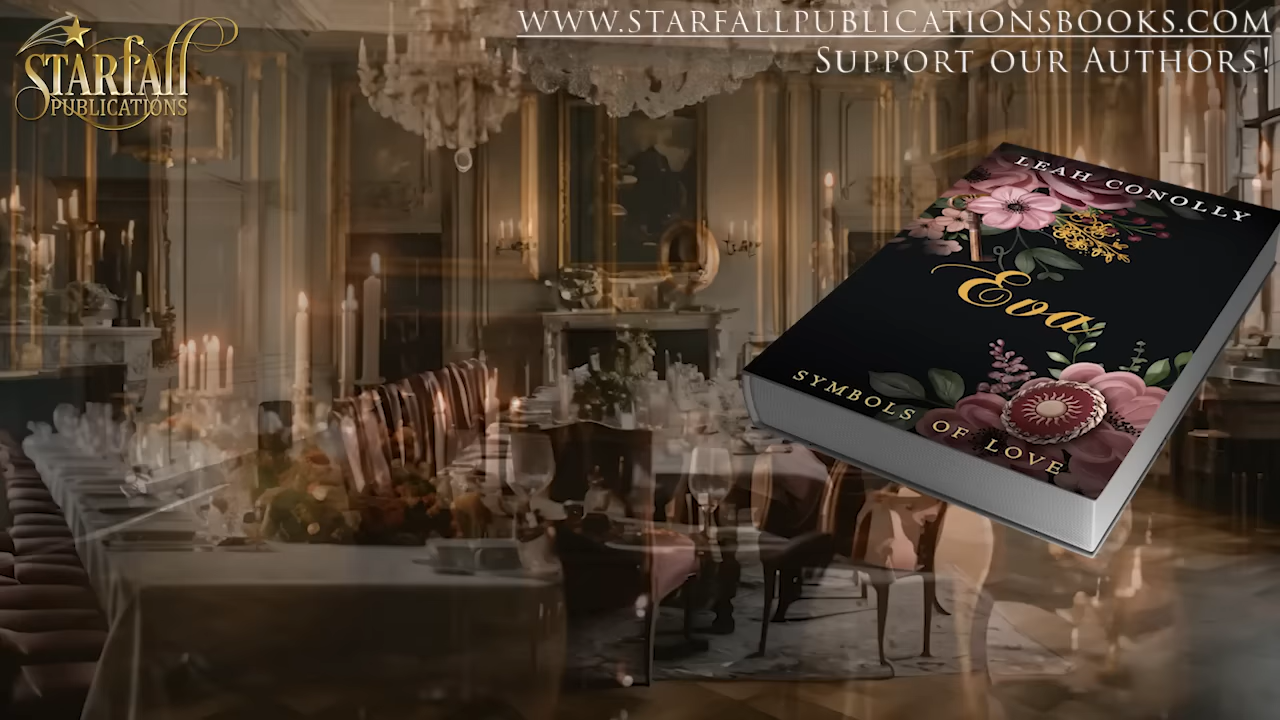 STARfall
PUBLICATIONS
WWW.STARFALLPUBLICATIONSBOOKS.COM
SUPPORT OUR AUTHORS!
LEAH CONOLLY
Eva
SYMBOLS OF LOVE